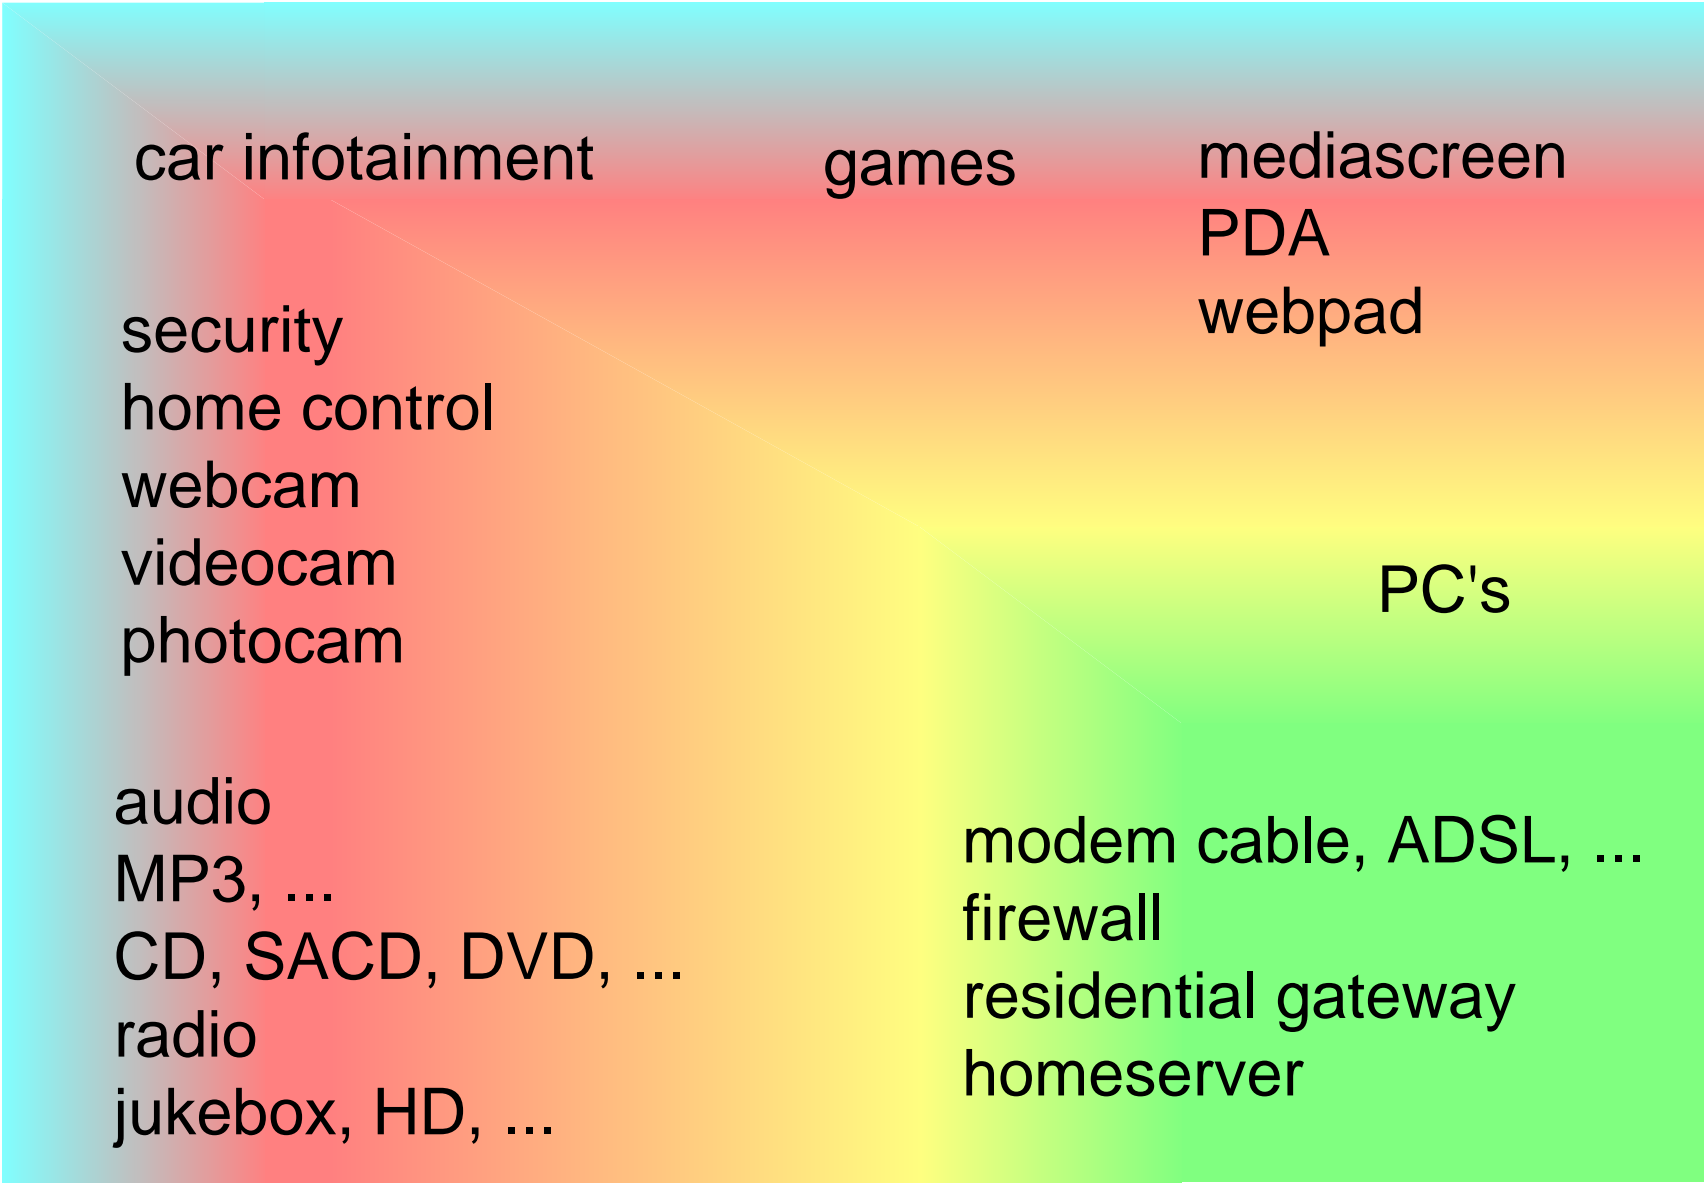 car infotainment
games
mediascreen
PDA
webpad
security
home control
webcam
videocam
photocam
PC's
audio
MP3, ...
CD, SACD, DVD, ...
radio
jukebox, HD, ...
modem cable, ADSL, ...
firewall
residential gateway
homeserver